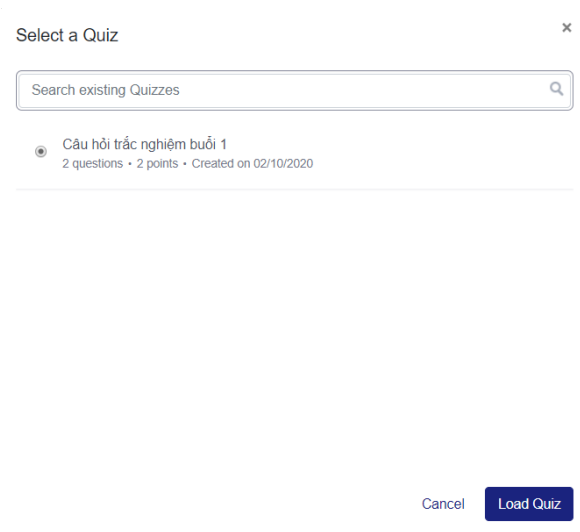 Select a Quiz
×
Search existing Quizzes
Câu hỏi trắc nghiệm buổi 1
2 questions • 2 points • Created on 02/10/2020
Cancel
Load Quiz